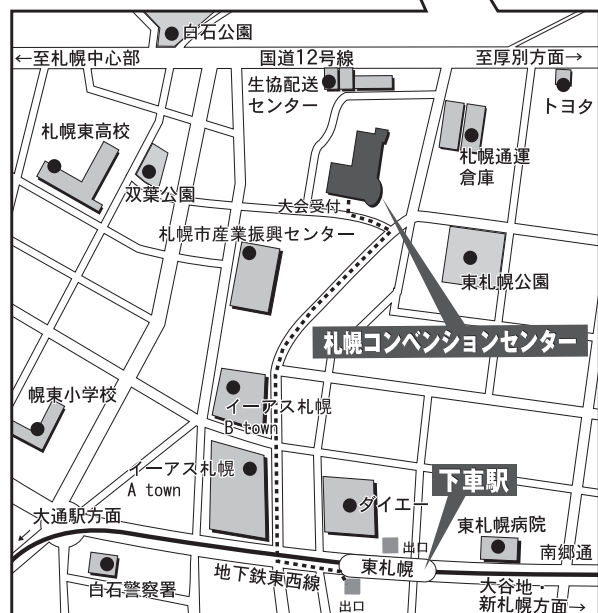 白石公園
←至札幌中心部
国道12号線
至厚別方面→
生協配送
センター
トヨタ
札幌東高校
双葉公園
札幌通運
倉庫
大会受付
札幌市産業振興センター
東札幌公園
札幌コンベンションセンター
幌東小学校
イーアス札幌
B town
イーアス札幌
A town
下車駅
ダイエー
大通駅方面
東札幌病院
出口
南郷通
東札幌
白石警察署
地下鉄東西線
出口
大谷地・
新札幌方面→